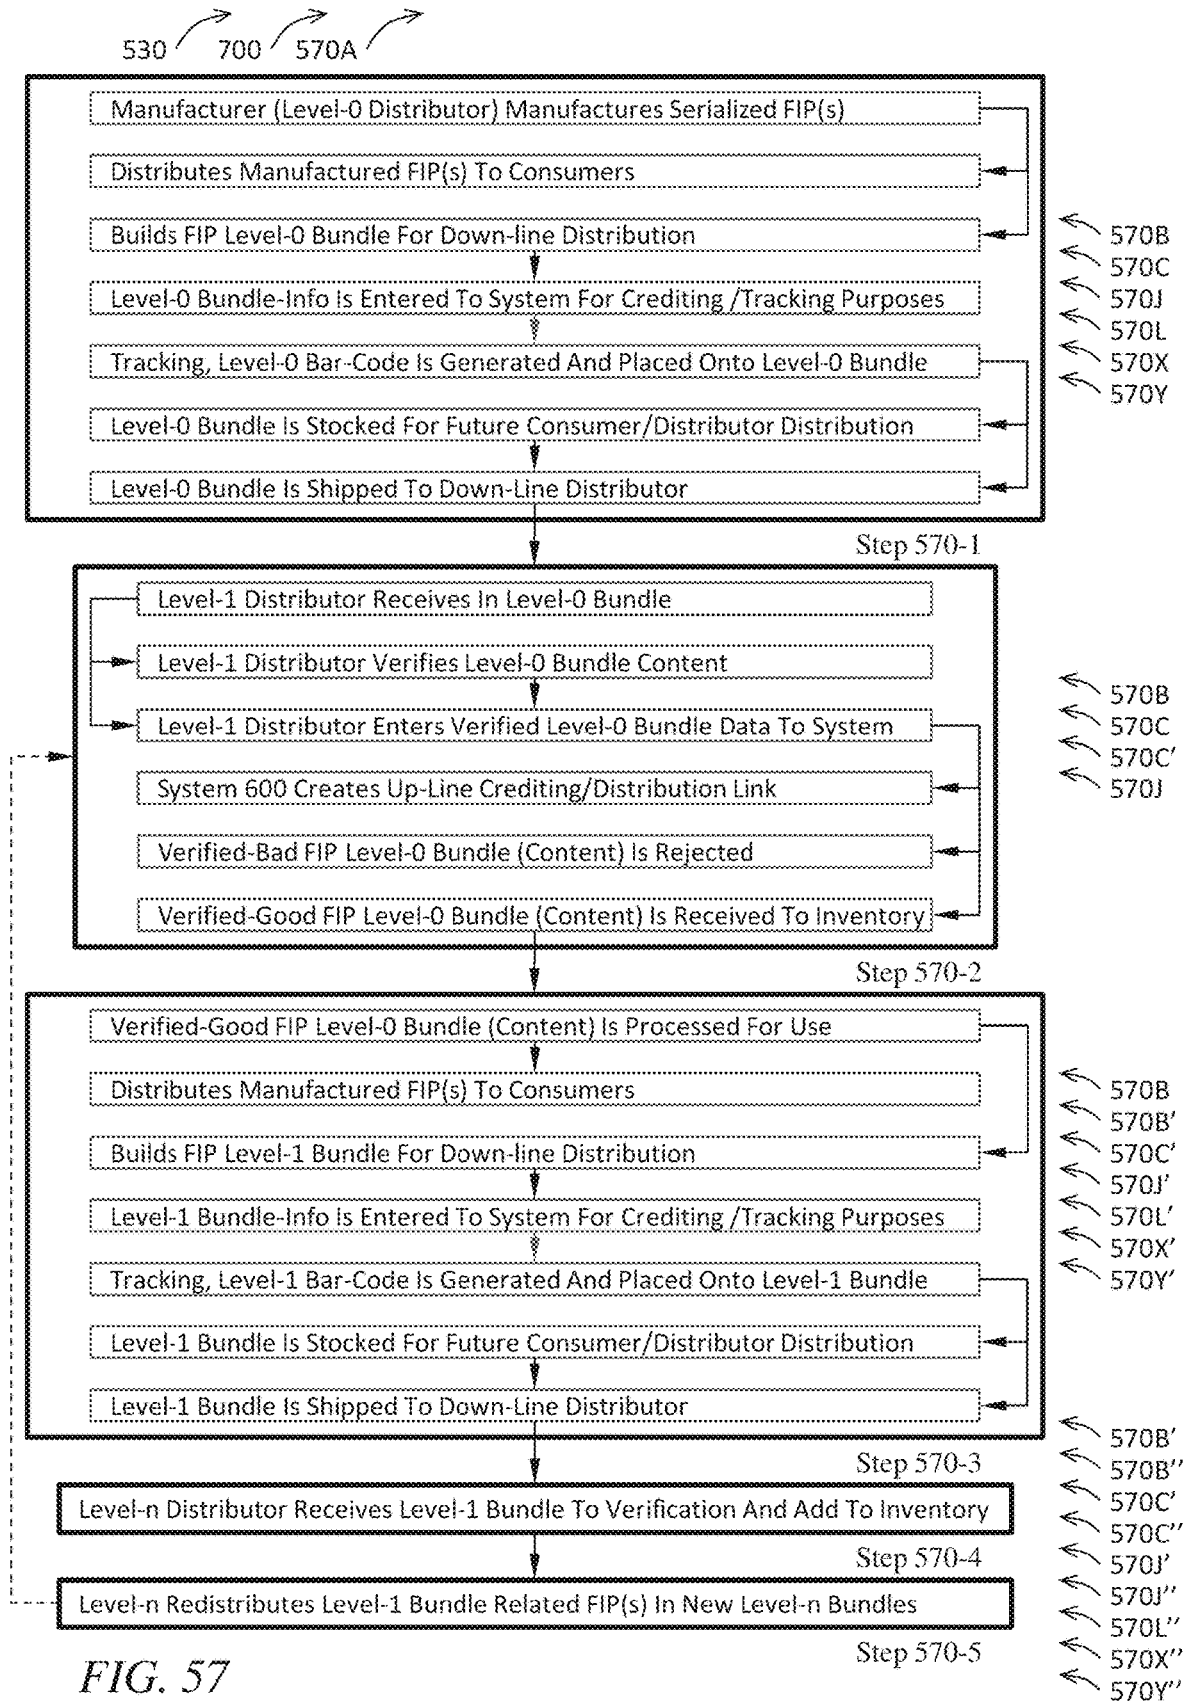 530 700 570A
Manufacturer (Level-0 Distributor) Manufactures Serialized FIP(s)
Distributes Manufactured FIP(s) To Consumers
Builds FIP Level-0 Bundle For Down-line Distribution
Level-0 Bundle-Info Is Entered To System For Crediting /Tracking Purposes
Tracking, Level-0 Bar-Code Is Generated And Placed Onto Level-0 Bundle
Level-0 Bundle Is Stocked For Future Consumer/Distributor Distribution
Level-0 Bundle Is Shipped To Down-Line Distributor
570B
570C
570J
570L
570X
570Y
Step 570-1
Level-1 Distributor Receives In Level-0 Bundle
Level-1 Distributor Verifies Level-0 Bundle Content
Level-1 Distributor Enters Verified Level-0 Bundle Data To System
System 600 Creates Up-Line Crediting/Distribution Link
Verified-Bad FIP Level-0 Bundle (Content) Is Rejected
Verified-Good FIP Level-0 Bundle (Content) Is Received To Inventory
570B
570C
570C'
570J
Step 570-2
Verified-Good FIP Level-0 Bundle (Content) Is Processed For Use
Distributes Manufactured FIP(s) To Consumers
Builds FIP Level-1 Bundle For Down-line Distribution
Level-1 Bundle-Info Is Entered To System For Crediting /Tracking Purposes
Tracking, Level-1 Bar-Code Is Generated And Placed Onto Level-1 Bundle
Level-1 Bundle Is Stocked For Future Consumer/Distributor Distribution
Level-1 Bundle Is Shipped To Down-Line Distributor
570B
570B'
570C'
570J'
570L'
570X'
570Y'
Step 570-3
Level-n Distributor Receives Level-1 Bundle To Verification And Add To Inventory
Step 570-4
Level-n Redistributes Level-1 Bundle Related FIP(s) In New Level-n Bundles
Step 570-5
570B'
570B''
570C'
570C''
570J'
570J''
570L''
570X''
570Y''
FIG. 57